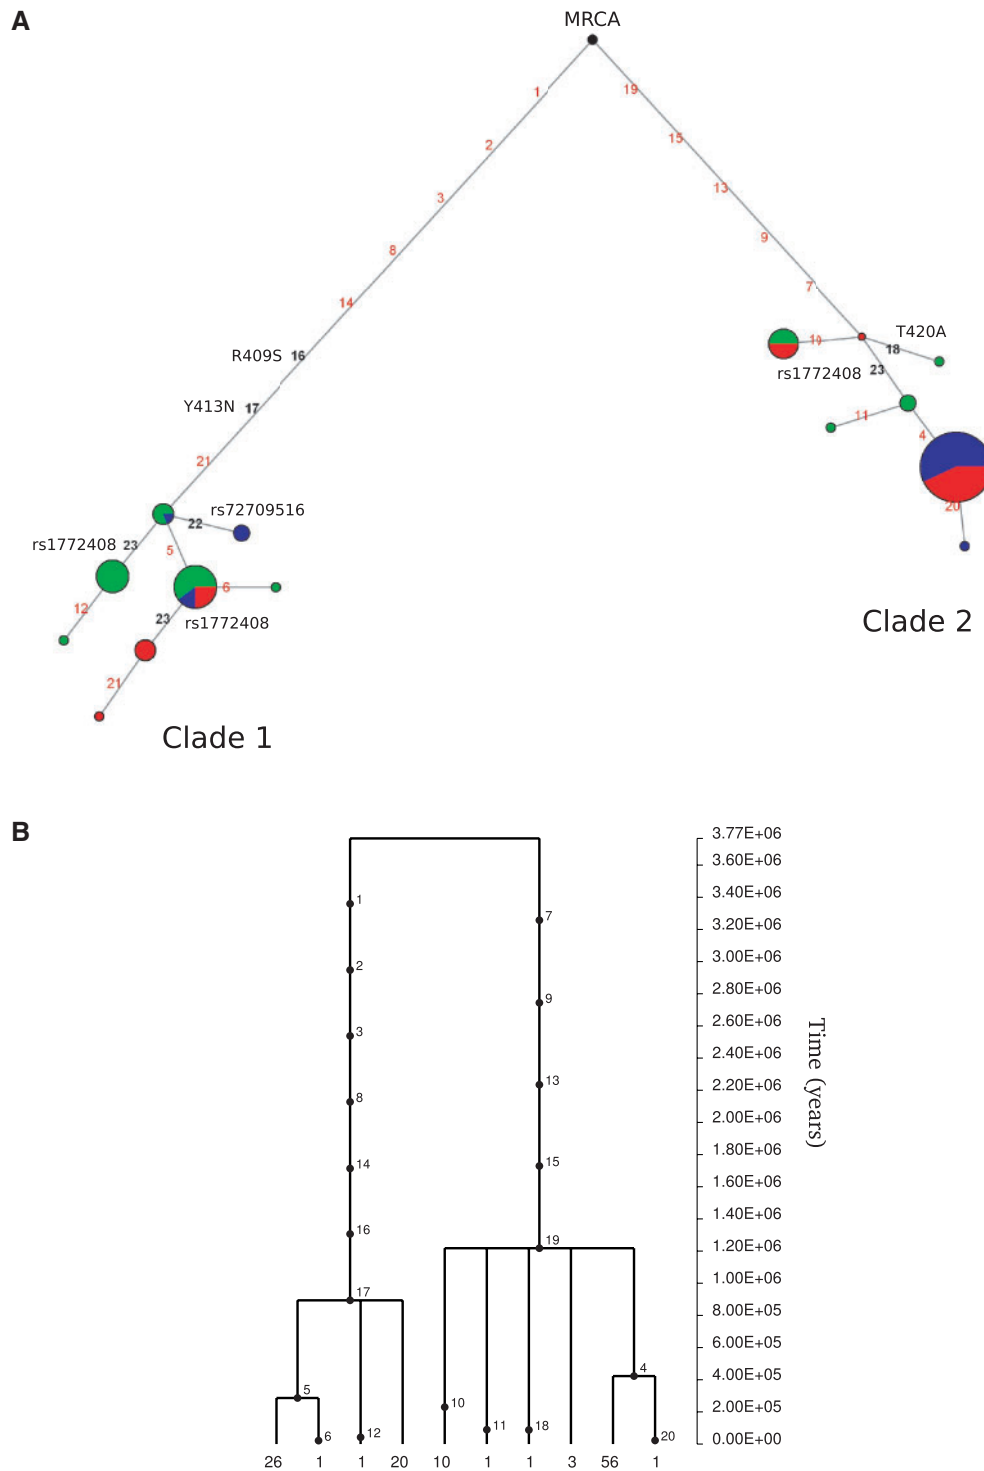 A
MRCA
1
19
2
15
3
13
8
9
14
7
R409S 16
10
T420A
18
rs1772408 23
Y413N 17
11
4
21
20
rs72709516
22
rs1772408 23
5
12
6
23 rs1772408
21
Clade 2
Clade 1
B
3.77E+06
3.60E+06
3.40E+06
3.20E+06
3.00E+06
2.80E+06
2.60E+06
2.40E+06
2.20E+06
2.00E+06
1.80E+06
1.60E+06
1.40E+06
1.20E+06
1.00E+06
8.00E+05
6.00E+05
4.00E+05
2.00E+05
0.00E+00
Time (years)
1
2
3
8
14
16
17
5
6
12
7
9
13
15
19
10
11
18
4
20
26 1 1 20 10 1 1 3 56 1